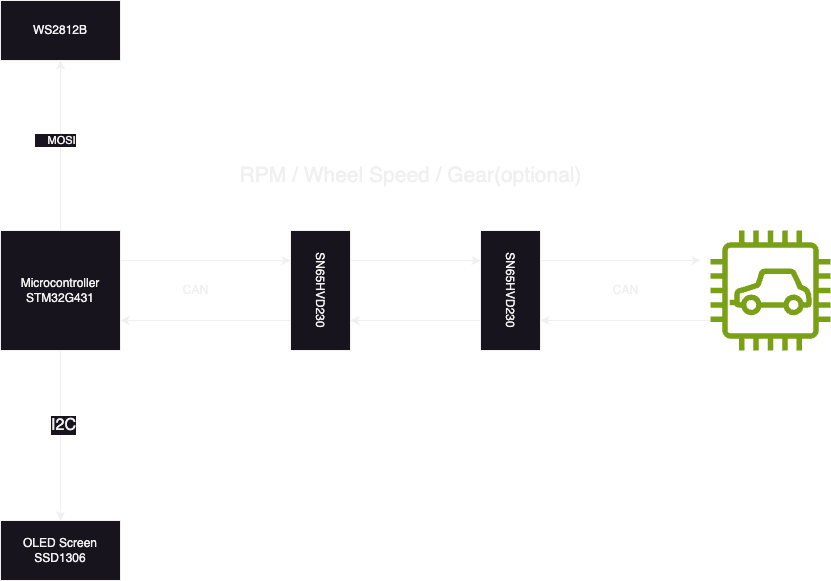 WS2812B
MOSI
RPM / Wheel Speed / Gear(optional)
Microcontroller
STM32G431
CAN
SN65HVD230
SN65HVD230
CAN
I2C
OLED Screen
SSD1306